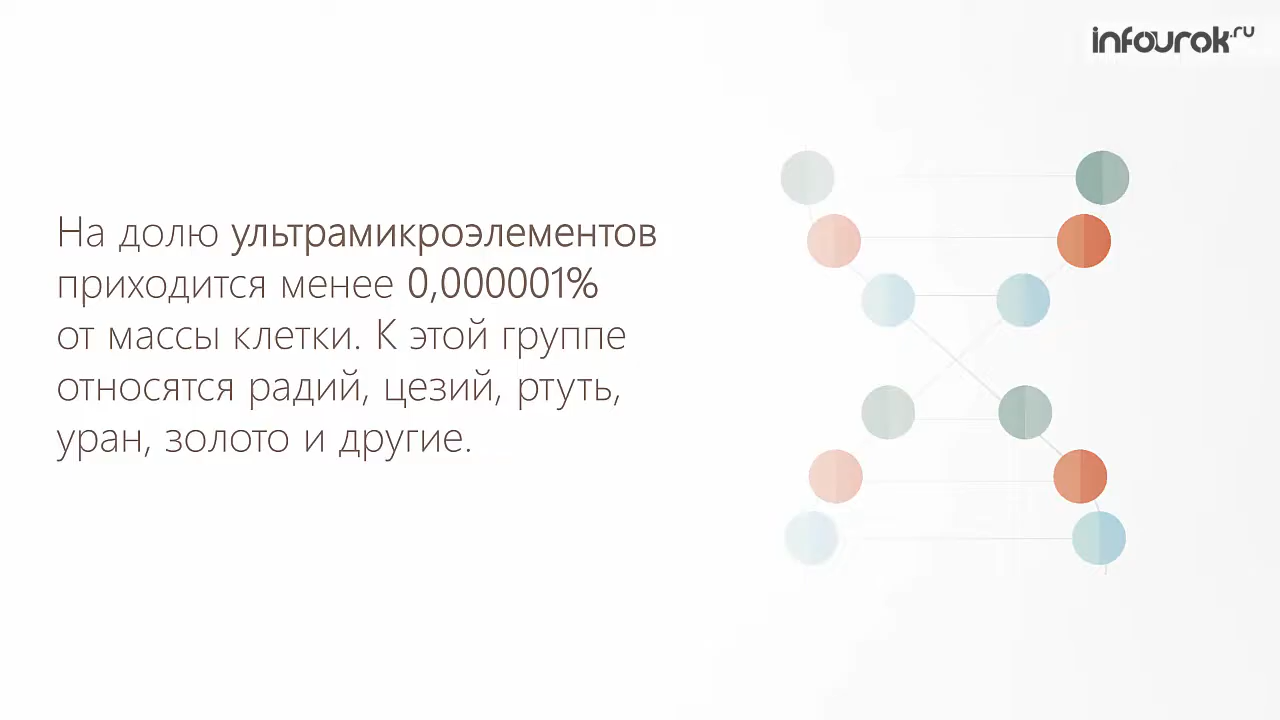 infourok.ru
На долю ультрамикроэлементов
приходится менее 0,000001%
от массы клетки. К этой группе
относятся радий, цезий, ртуть,
уран, золото и другие.